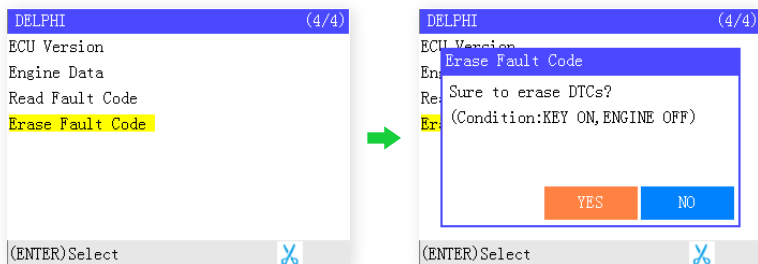 DELPHI (4/4)
ECU Version
Engine Data
Read Fault Code
Erase Fault Code
(ENTER)Select
DELPHI (4/4)
ECU Version
Erase Fault Code
Sure to erase DTCs?
(Condition:KEY ON,ENGINE OFF)
YES NO
(ENTER)Select